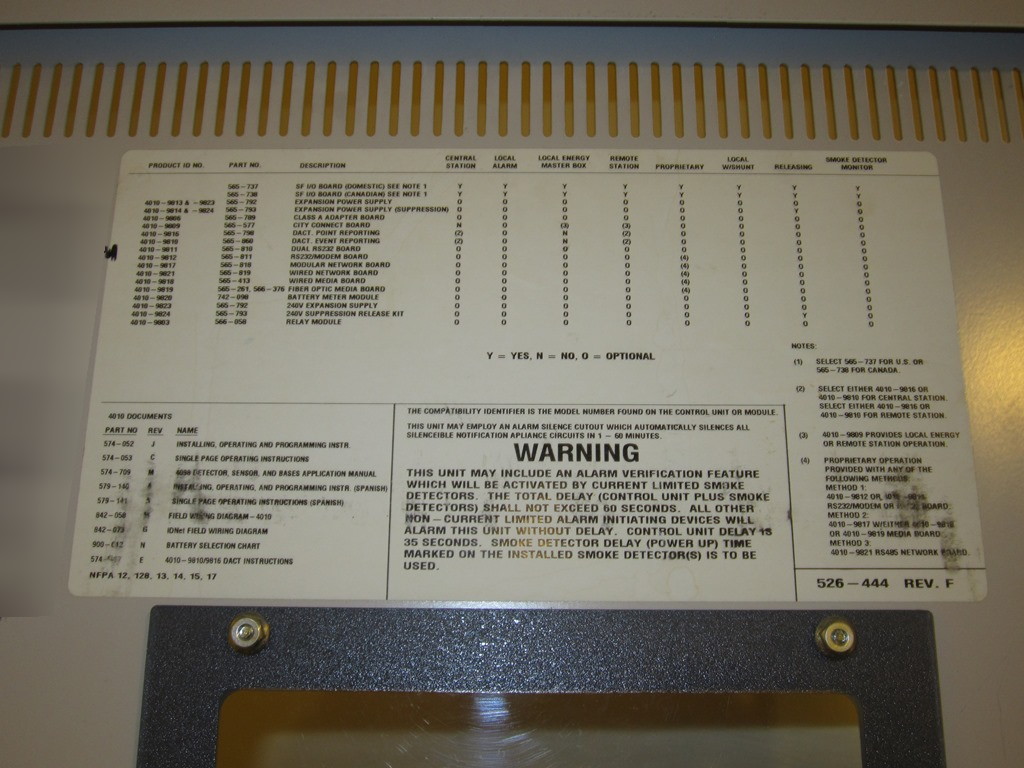 PRODUCT ID NO. PART NO. DESCRIPTION CENTRAL STATION LOCAL ALARM LOCAL ENERGY MASTER BOX REMOTE STATION PROPRIETARY LOCAL W/SHUNT RELEASING SMOKE DETECTOR MONITOR
565-737 SF I/O BOARD (DOMESTIC) SEE NOTE 1 Y Y Y Y Y Y Y Y
565-738 SF I/O BOARD (CANADIAN) SEE NOTE 1 Y Y Y Y Y Y Y Y
4010-9813 & -9823 565-792 EXPANSION POWER SUPPLY O O O O O O O O
4010-9814 & -9824 565-793 EXPANSION POWER SUPPLY (SUPPRESSION) O O O O O O Y O
565-709 CLASS A ADAPTER BOARD O O O O O O O O
4010-9809 565-577 CITY CONNECT BOARD N O (3) (3) O O O O
4010-9816 565-798 DACT. POINT REPORTING (2) O N (2) O O O O
4010-9810 565-860 DACT. EVENT REPORTING (2) O N (2) O O O O
4010-9811 565-810 DUAL RS232 BOARD O O O O O O O O
4010-9812 565-811 RS232/MODEM BOARD O O O O (4) O O O
4010-9817 565-818 MODULAR NETWORK BOARD O O O O (4) O O O
4010-9821 565-819 WIRED NETWORK BOARD O O O O (4) O O O
4010-9818 565-413 WIRED MEDIA BOARD O O O O (4) O O O
4010-9819 565-261, 566-376 FIBER OPTIC MEDIA BOARD O O O O (4) O O O
4010-9820 742-098 BATTERY METER MODULE O O O O O O O O
4010-9823 565-792 240V EXPANSION SUPPLY O O O O O O O O
4010-9824 565-793 240V SUPPRESSION RELEASE KIT O O O O O O Y O
4010-9803 566-058 RELAY MODULE O O O O O O O O
Y = YES, N = NO, O = OPTIONAL
NOTES:
(1) SELECT 565-737 FOR U.S. OR
565-738 FOR CANADA.
(2) SELECT EITHER 4010-9816 OR
4010-9810 FOR CENTRAL STATION.
SELECT EITHER 4010-9816 OR
4010-9810 FOR REMOTE STATION.
(3) 4010-9809 PROVIDES LOCAL ENERGY
OR REMOTE STATION OPERATION.
(4) PROPRIETARY OPERATION
PROVIDED WITH ANY OF THE
FOLLOWING METHODS
METHOD 1:
4010-9812 OR
RS232/MODEM OR BOARD.
METHOD 2:
4010-9817 W/EITHER
OR 4010-9819 MEDIA BOARD.
METHOD 3:
4010-9821 RS485 NETWORK BOARD.
526-444 REV. F
4010 DOCUMENTS
PART NO REV NAME
574-052 J INSTALLING, OPERATING AND PROGRAMMING INSTR.
574-053 C SINGLE PAGE OPERATING INSTRUCTIONS
574-709 M 4098 DETECTOR, SENSOR, AND BASES APPLICATION MANUAL
579-140 INSTALLING, OPERATING, AND PROGRAMMING INSTR. (SPANISH)
579-141 SINGLE PAGE OPERATING INSTRUCTIONS (SPANISH)
842-058 FIELD WIRING DIAGRAM-4010
842-073 G IDNet FIELD WIRING DIAGRAM
N BATTERY SELECTION CHART
E 4010-9810/9816 DACT INSTRUCTIONS
NFPA 12, 12B, 13, 14, 15, 17
THE COMPATIBILITY IDENTIFIER IS THE MODEL NUMBER FOUND ON THE CONTROL UNIT OR MODULE.
THIS UNIT MAY EMPLOY AN ALARM SILENCE CUTOUT WHICH AUTOMATICALLY SILENCES ALL
SILENCEIBLE NOTIFICATION APLIANCE CIRCUITS IN 1 - 60 MINUTES.
WARNING
THIS UNIT MAY INCLUDE AN ALARM VERIFICATION FEATURE
WHICH WILL BE ACTIVATED BY CURRENT LIMITED SMOKE
DETECTORS. THE TOTAL DELAY (CONTROL UNIT PLUS SMOKE
DETECTORS) SHALL NOT EXCEED 60 SECONDS. ALL OTHER
NON-CURRENT LIMITED ALARM INITIATING DEVICES WILL
ALARM THIS UNIT WITHOUT DELAY. CONTROL UNIT DELAY IS
35 SECONDS. SMOKE DETECTOR DELAY (POWER UP) TIME
MARKED ON THE INSTALLED SMOKE DETECTOR(S) IS TO BE
USED.